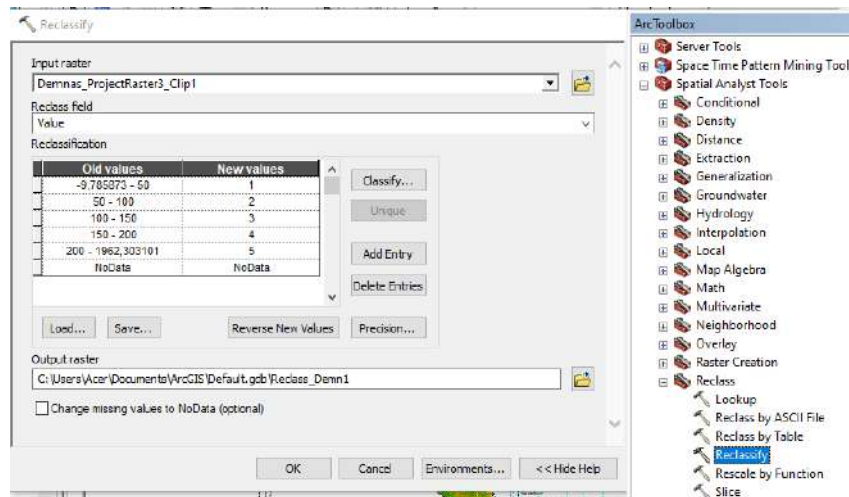 Reclassify
Input raster
Demnas_ProjectRaster3_Clip1
Reclass field
Value
Reclassification
Old values New values
-9,785873 - 50 1
50 - 100 2
100 - 150 3
150 - 200 4
200 - 1962,303101 5
NoData NoData
Classify...
Unique
Add Entry
Delete Entries
Load... Save... Reverse New Values Precision...
Output raster
C:\Users\Acer\Documents\ArcGIS\Default.gdb\Reclass_Demn1
Change missing values to NoData (optional)
OK Cancel Environments... << Hide Help
ArcToolbox
Server Tools
Space Time Pattern Mining Tool
Spatial Analyst Tools
Conditional
Density
Distance
Extraction
Generalization
Groundwater
Hydrology
Interpolation
Local
Map Algebra
Math
Multivariate
Neighborhood
Overlay
Raster Creation
Reclass
Lookup
Reclass by ASCII File
Reclass by Table
Reclassify
Rescale by Function
Slice